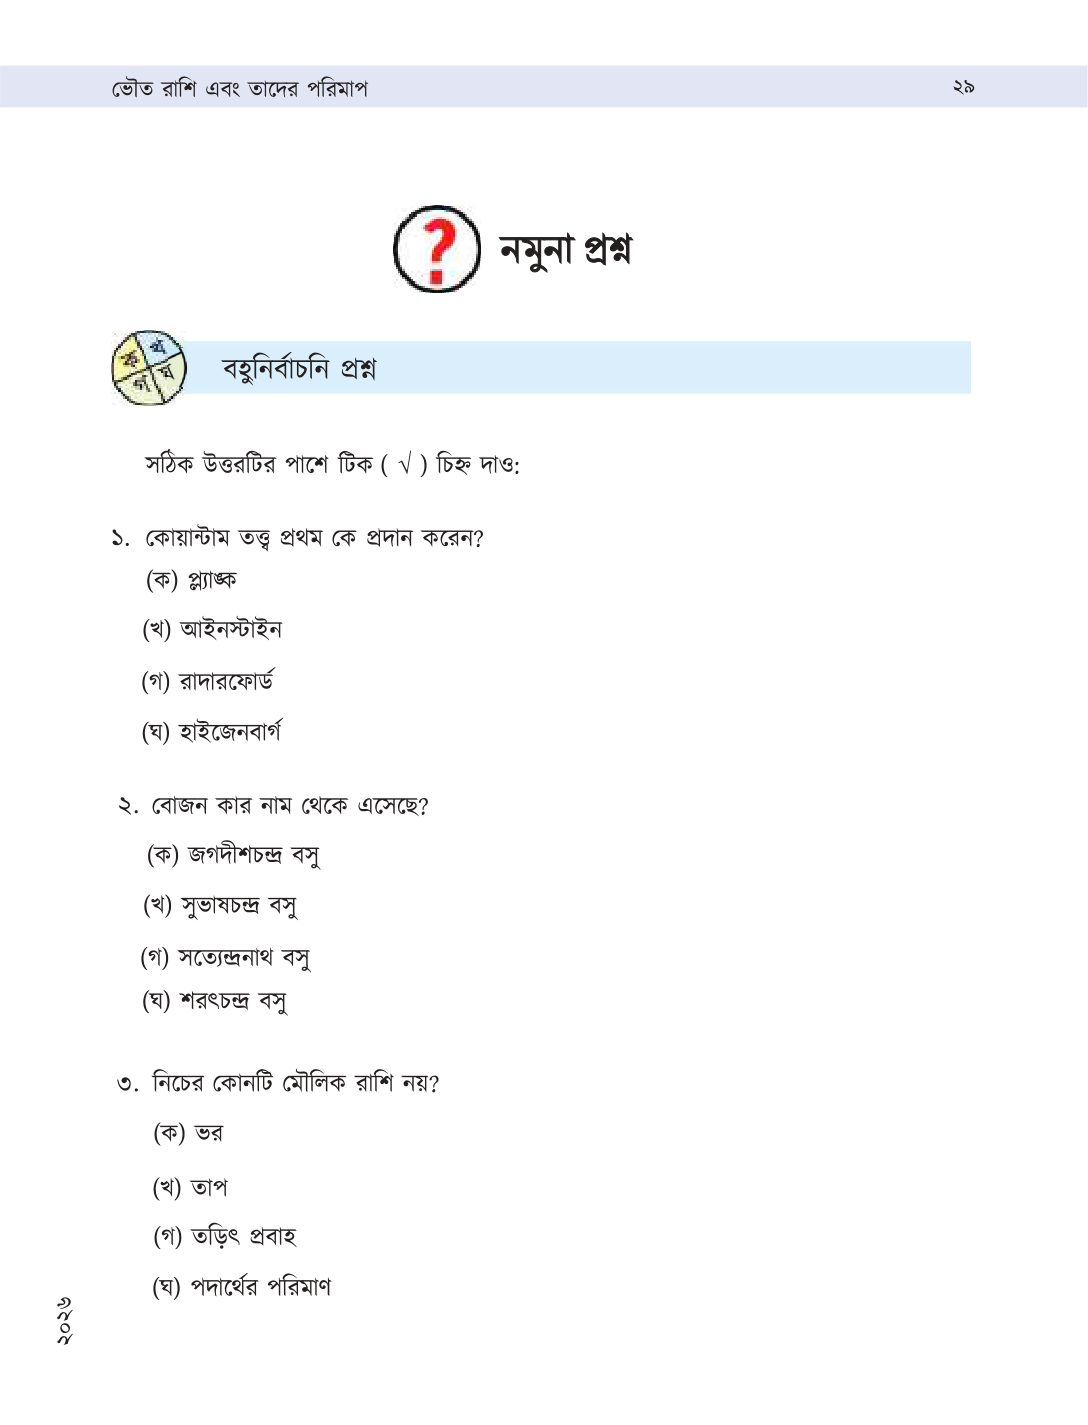 ভৌত রাশি এবং তাদের পরিমাপ ২৯
? নমুনা প্রশ্ন
ক খ গ ঘ
বহুনির্বাচনি প্রশ্ন
সঠিক উত্তরটির পাশে টিক ( √ ) চিহ্ন দাও:
১. কোয়ান্টাম তত্ত্ব প্রথম কে প্রদান করেন?
(ক) প্ল্যাঙ্ক
(খ) আইনস্টাইন
(গ) রাদারফোর্ড
(ঘ) হাইজেনবার্গ
২. বোজন কার নাম থেকে এসেছে?
(ক) জগদীশচন্দ্র বসু
(খ) সুভাষচন্দ্র বসু
(গ) সত্যেন্দ্রনাথ বসু
(ঘ) শরৎচন্দ্র বসু
৩. নিচের কোনটি মৌলিক রাশি নয়?
(ক) ভর
(খ) তাপ
(গ) তড়িৎ প্রবাহ
(ঘ) পদার্থের পরিমাণ
২০২৬